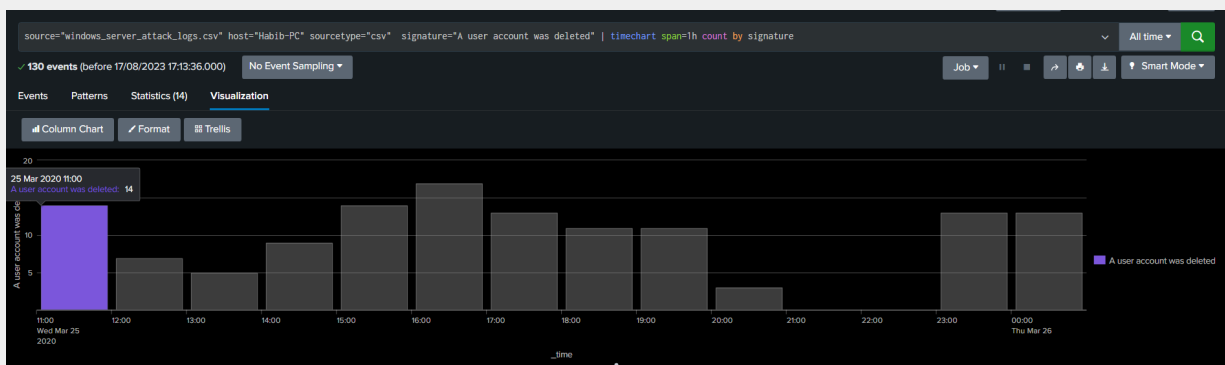 source="windows_server_attack_logs.csv" host="Habib-PC" sourcetype="csv" signature="A user account was deleted" | timechart span=1h count by signature
All time
130 events (before 17/08/2023 17:13:36.000)
No Event Sampling
Job
Smart Mode
Events
Patterns
Statistics (14)
Visualization
Column Chart
Format
Trellis
20
25 Mar 2020 11:00
A user account was deleted: 14
10
5
A user account was de
11:00
Wed Mar 25
2020
12:00
13:00
14:00
15:00
16:00
17:00
18:00
19:00
20:00
21:00
22:00
23:00
00:00
Thu Mar 26
_time
A user account was deleted